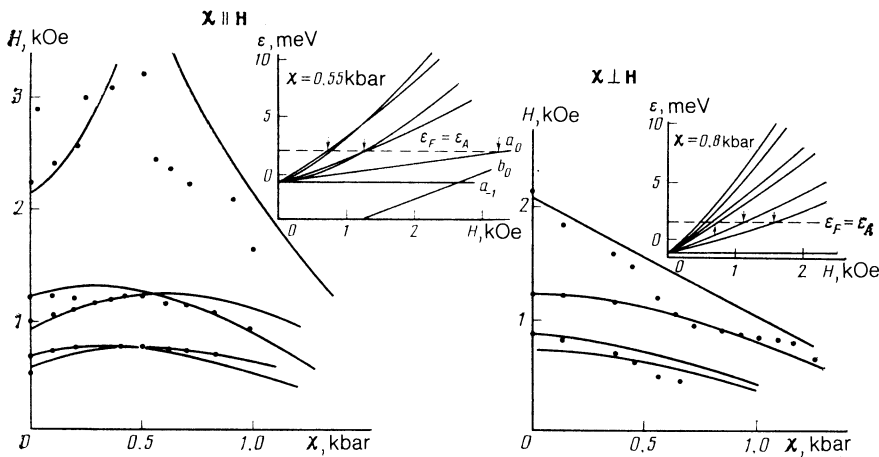 χ ∥ H
H, kOe
3
2
1
0
0.5
1.0
χ, kbar
ε, meV
10
5
0
χ = 0.55 kbar
ε_F = ε_A
a_0
b_0
a_{-1}
0
1
2
H, kOe
χ ⊥ H
H, kOe
2
1
0
0.5
1,0
χ, kbar
ε, meV
10
5
0
χ = 0,8 kbar
ε_F = ε_A
0
1
2
H, kOe